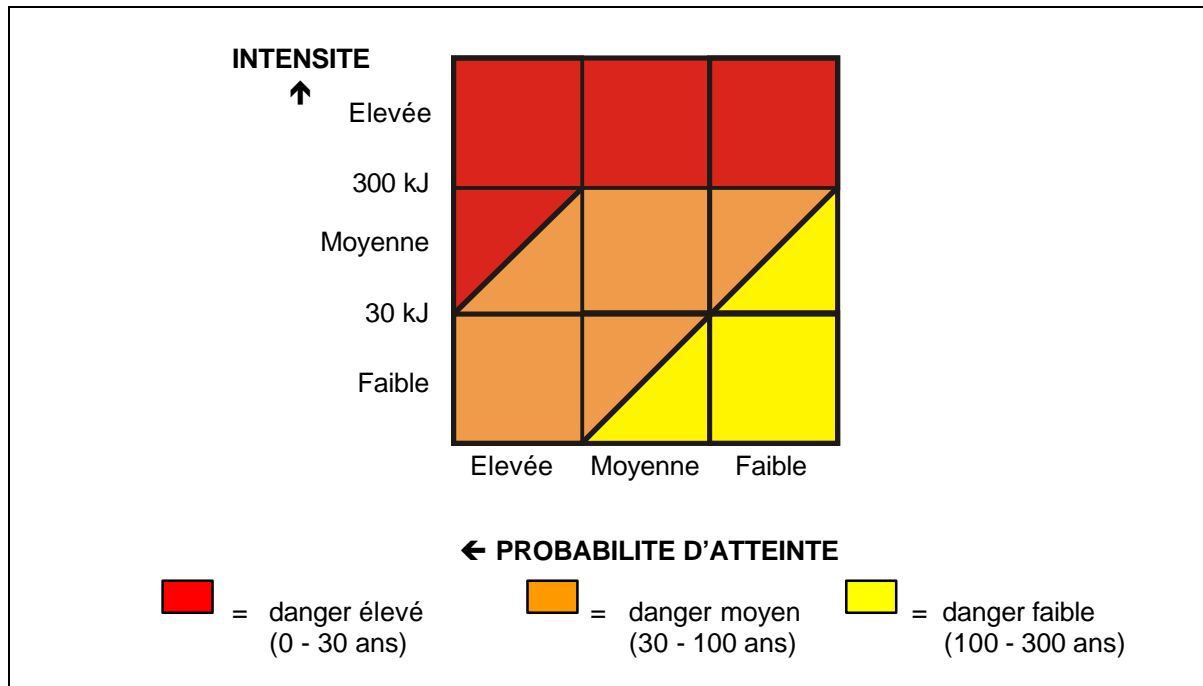 INTENSITE
↑
Elevée
300 kJ
Moyenne
30 kJ
Faible
Elevée Moyenne Faible
← PROBABILITE D'ATTEINTE
= danger élevé
(0 - 30 ans)
= danger moyen
(30 - 100 ans)
= danger faible
(100 - 300 ans)